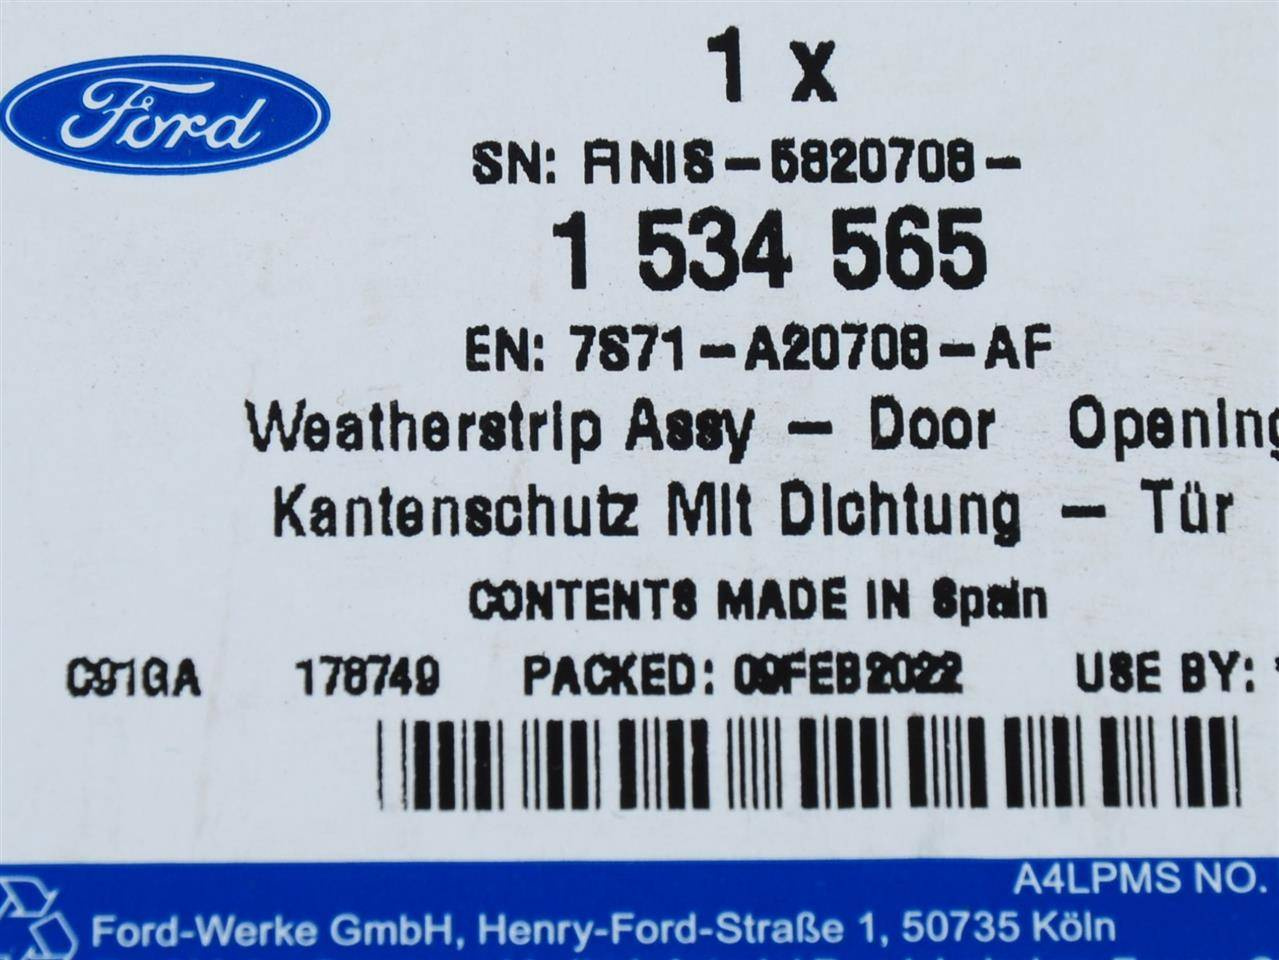 Ford
1 x
SN: FINIS-5820708-
1 534 565
EN: 7S71-A20708-AF
Weatherstrip Assy - Door Opening
Kantenschutz Mit Dichtung - Tür
CONTENTS MADE IN Spain
C91GA 178749 PACKED: 09FEB2022 USE BY:
A4LPMS NO.
Ford-Werke GmbH, Henry-Ford-Straße 1, 50735 Köln